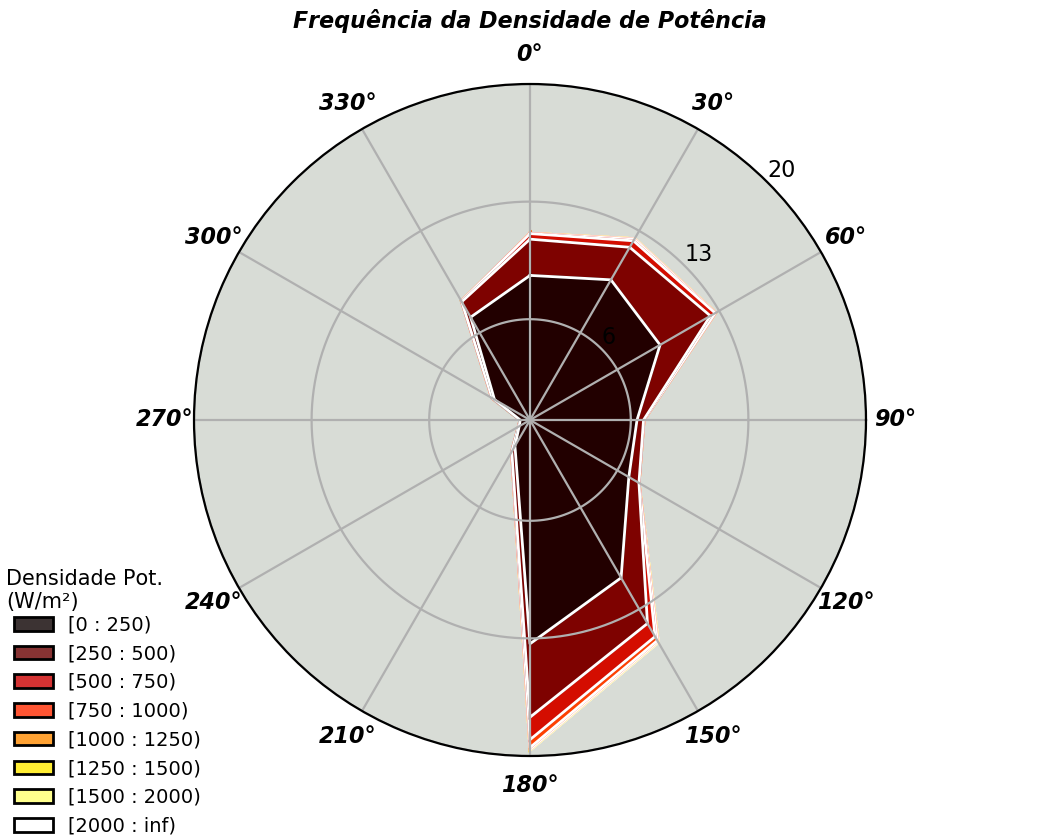 Frequência da Densidade de Potência
0°
330°
30°
20
300°
60°
13
6
270°
90°
240°
120°
210°
150°
180°
Densidade Pot.
(W/m²)
[0 : 250)
[250 : 500)
[500 : 750)
[750 : 1000)
[1000 : 1250)
[1250 : 1500)
[1500 : 2000)
[2000 : inf)